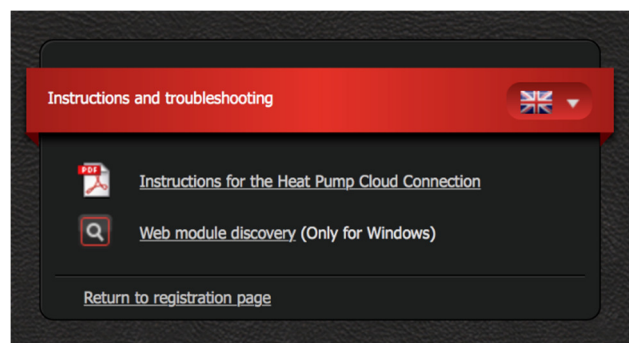 Instructions and troubleshooting
PDF
Instructions for the Heat Pump Cloud Connection
Web module discovery (Only for Windows)
Return to registration page